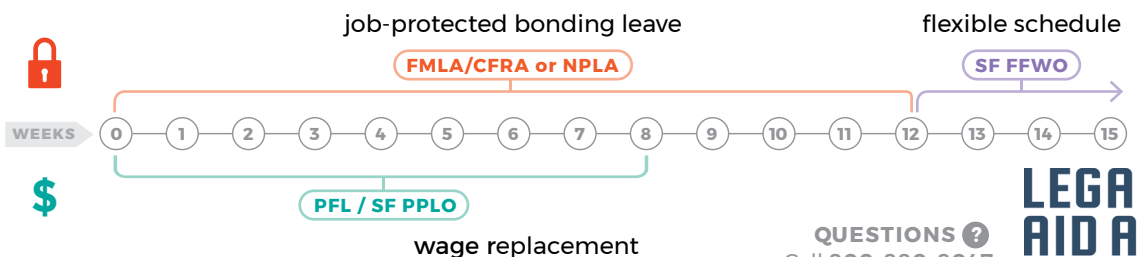 job-protected bonding leave
flexible schedule
FMLA/CFRA or NPLA
SF FFWO
WEEKS 0 1 2 3 4 5 6 7 8 9 10 11 12 13 14 15
$
PFL / SF PPLO
wage replacement
QUESTIONS ?
Call
LEGA
AID A